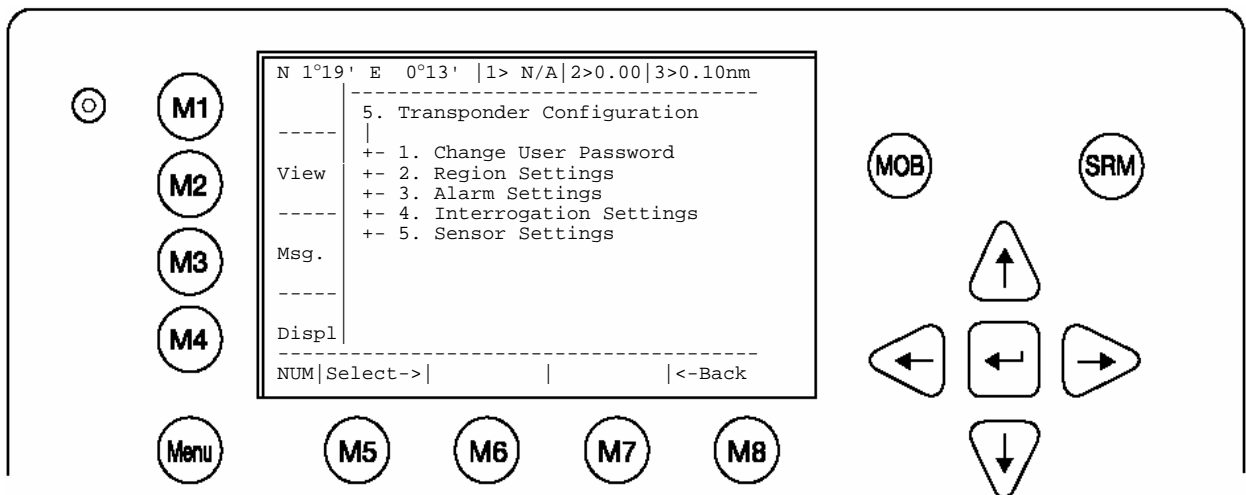 N 1°19' E 0°13' |1> N/A|2>0.00|3>0.10nm
5. Transponder Configuration
+- 1. Change User Password
View +- 2. Region Settings
+- 3. Alarm Settings
+- 4. Interrogation Settings
+- 5. Sensor Settings
Msg.
Displ
NUM|Select->| | |<-Back
M1
M2
M3
M4
Menu
M5 M6 M7 M8
MOB SRM